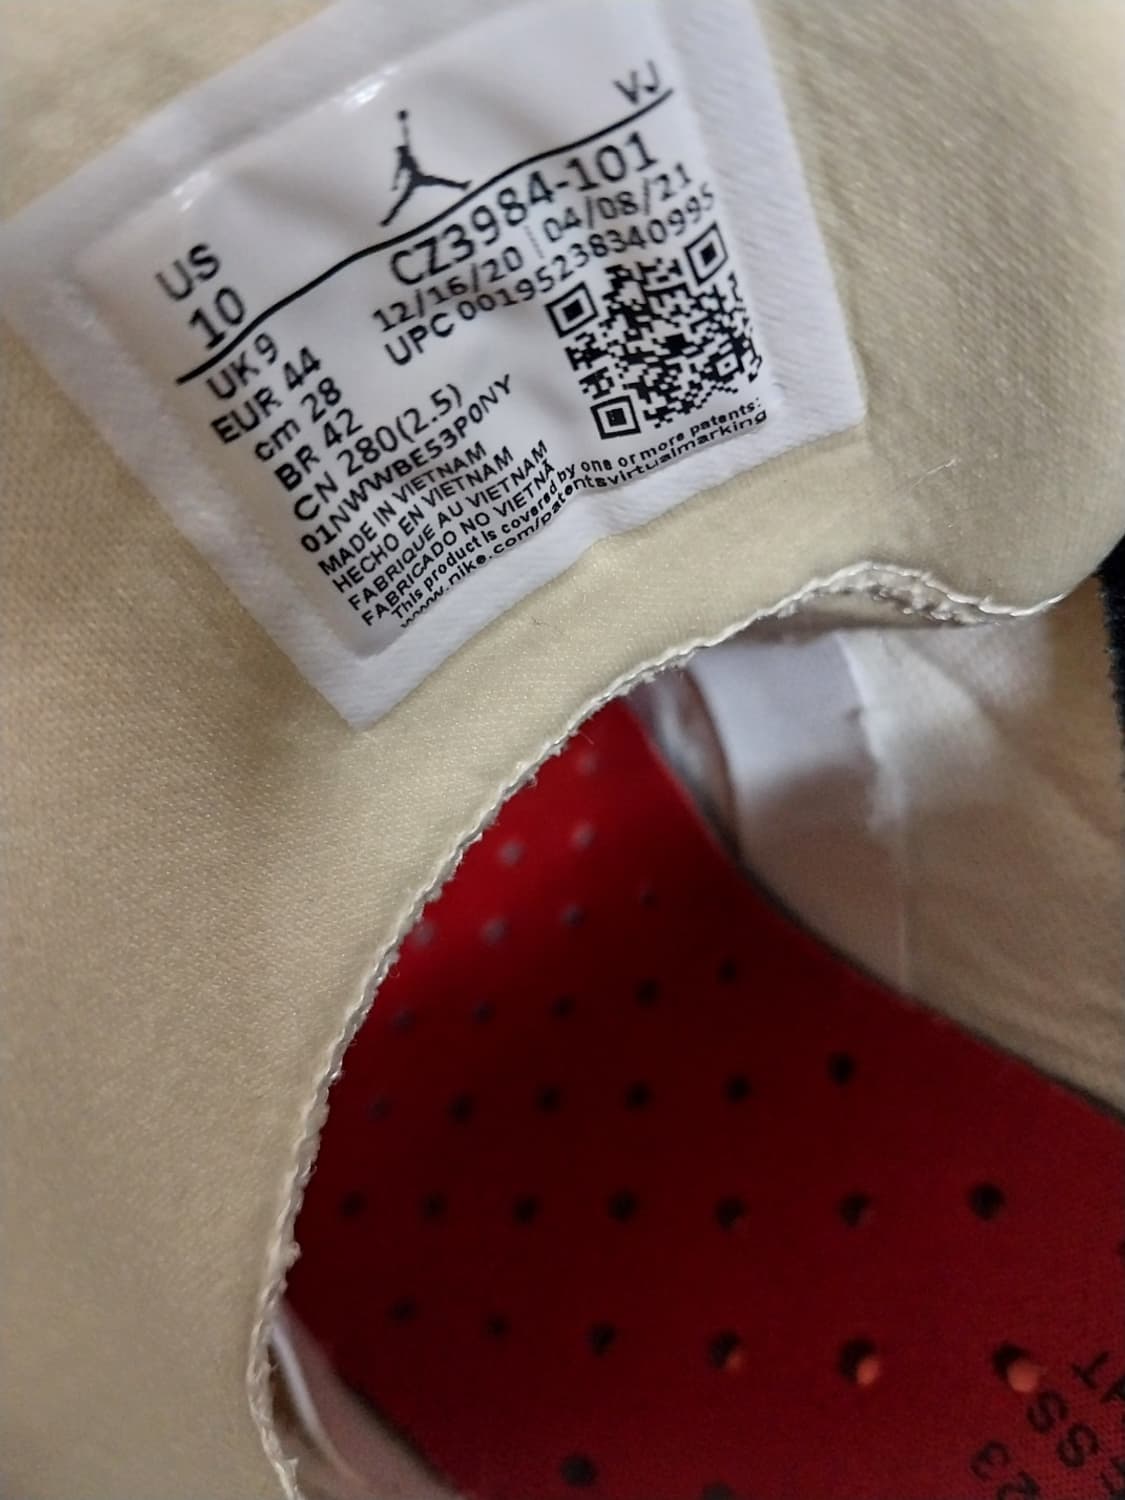 VJ
US
10
CZ3984-101
12/16/20 04/08/21
UPC 00195238340995
UK 9
EUR 44
cm 28
BR 42
CN 280(2.5)
01NWWBE53P0NY
MADE IN VIETNAM
HECHO EN VIETNAM
FABRIQUE AU VIETNAM
FABRICADO NO VIETNÃ
This product is covered by one or more patents:
www.nike.com/patentsvirtualmarking